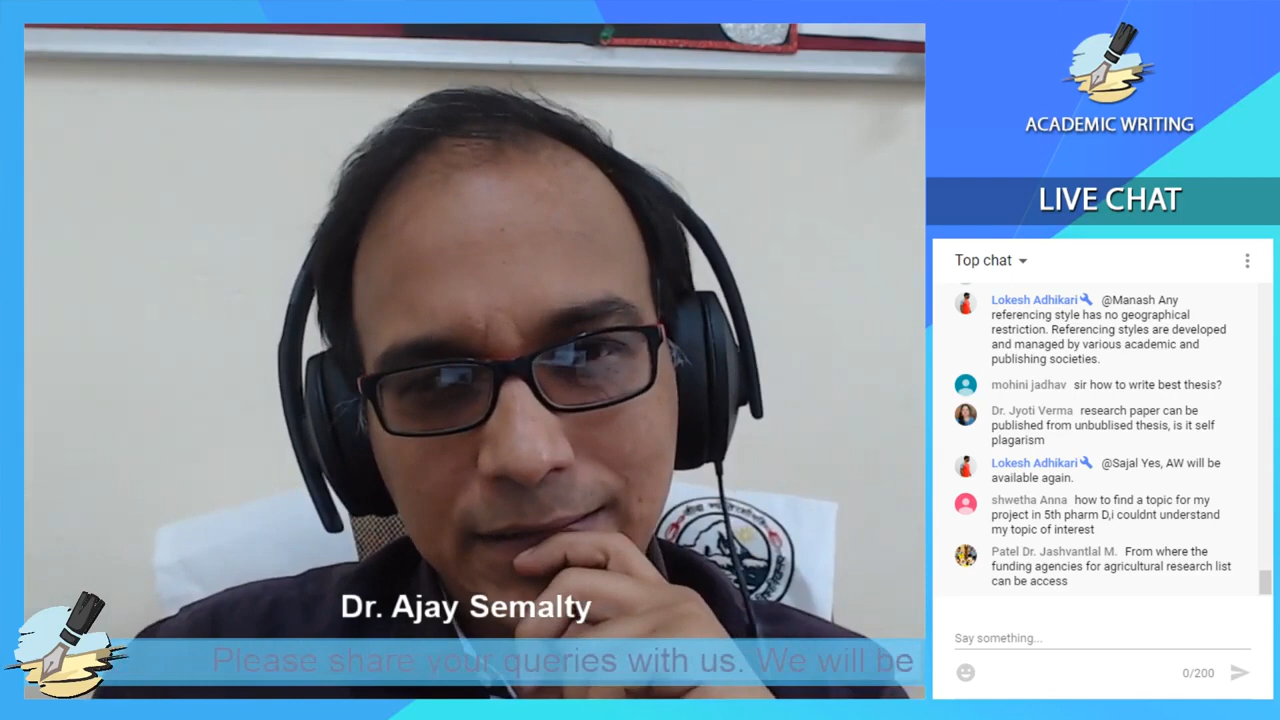 Dr. Ajay Semalty
Please share your queries with us. We will be
ACADEMIC WRITING
LIVE CHAT
Top chat
Lokesh Adhikari @Manash Any
referencing style has no geographical
restriction. Referencing styles are developed
and managed by various academic and
publishing societies.
mohini jadhav sir how to write best thesis?
Dr. Jyoti Verma research paper can be
published from unbublised thesis, is it self
plagarism
Lokesh Adhikari @Sajal Yes, AW will be
available again.
shwetha Anna how to find a topic for my
project in 5th pharm D,i couldnt understand
my topic of interest
Patel Dr. Jashvantlal M. From where the
funding agencies for agricultural research list
can be access
Say something...
0/200